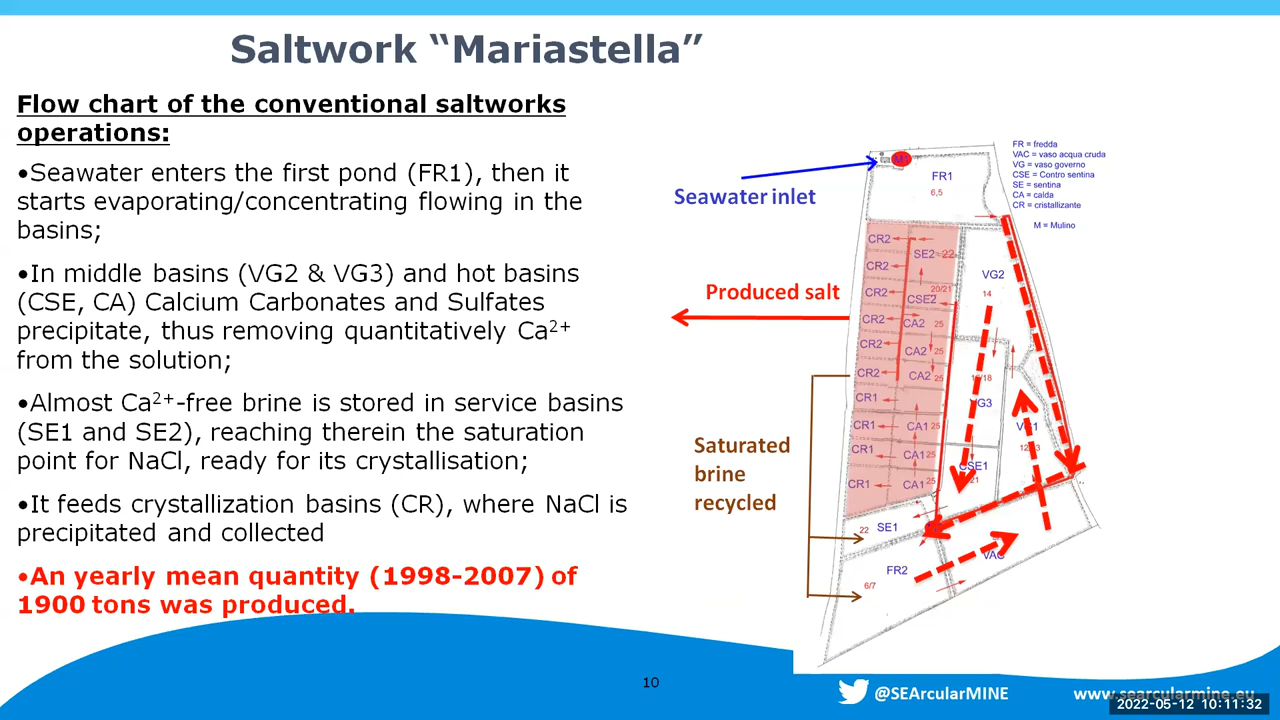 Saltwork “Mariastella”
Flow chart of the conventional saltworks
operations:
•Seawater enters the first pond (FR1), then it
starts evaporating/concentrating flowing in the
basins;
•In middle basins (VG2 & VG3) and hot basins
(CSE, CA) Calcium Carbonates and Sulfates
precipitate, thus removing quantitatively Ca²⁺
from the solution;
•Almost Ca²⁺-free brine is stored in service basins
(SE1 and SE2), reaching therein the saturation
point for NaCl, ready for its crystallisation;
•It feeds crystallization basins (CR), where NaCl is
precipitated and collected
•An yearly mean quantity (1998-2007) of
1900 tons was produced.
Seawater inlet
Produced salt
Saturated
brine
recycled
FR = fredda
VAC = vaso acqua cruda
VG = vaso governo
CSE = Contro sentina
SE = sentina
CA = calda
CR = cristallizante
M = Mulino
FR1
6,5
CR2
SE2 22
CR2
VG2
CR2
20/21
14
CSE2
CR2
CA2 25
CR2
CA2 25
CR2
CA2 25
CR1
VG3
CR1
CA1 25
CR1
CA1 25
CSE1
CR1
CA1 25
SE1
22
VAC
FR2
6/7
10
@SEArcularMINE
www.searcularmine.eu
2022-05-12 10:11:32